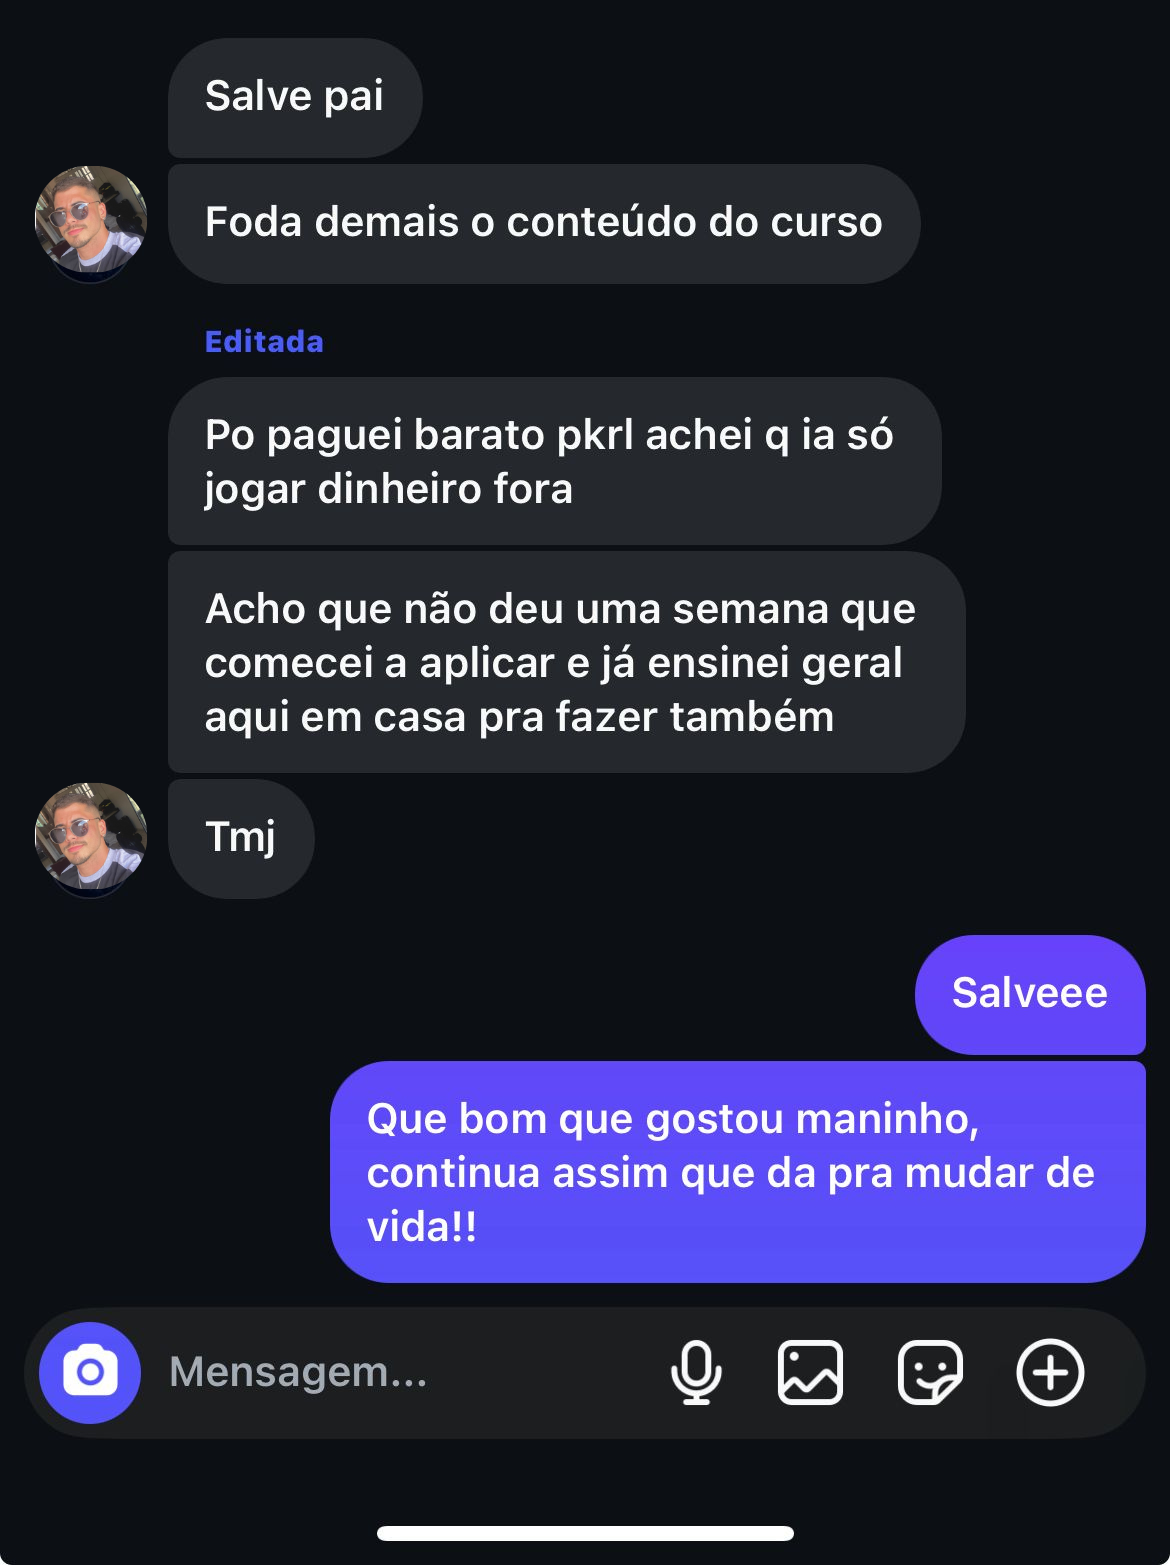 Salve pai
Foda demais o conteúdo do curso
Editada
Po paguei barato pkrl achei q ia só
jogar dinheiro fora
Acho que não deu uma semana que
comecei a aplicar e já ensinei geral
aqui em casa pra fazer também
Tmj
Salveee
Que bom que gostou maninho,
continua assim que da pra mudar de
vida!!
Mensagem...